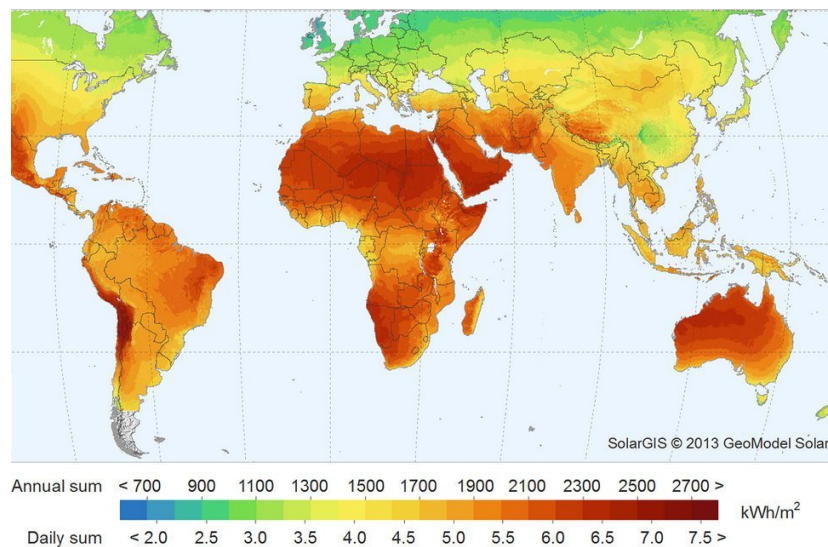 SolarGIS © 2013 GeoModel Solar
Annual sum < 700 900 1100 1300 1500 1700 1900 2100 2300 2500 2700 > kWh/m²
Daily sum < 2.0 2.5 3.0 3.5 4.0 4.5 5.0 5.5 6.0 6.5 7.0 7.5 >